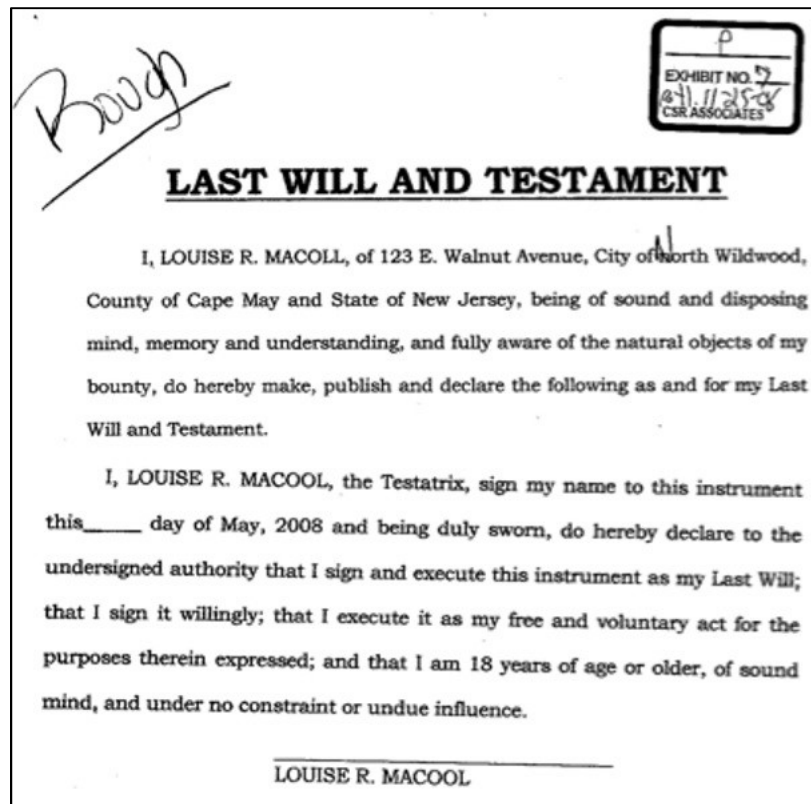 Rough
P
EXHIBIT NO. 7
11-25-08
CSR ASSOCIATES
LAST WILL AND TESTAMENT
I, LOUISE R. MACOLL, of 123 E. Walnut Avenue, City of North Wildwood,
County of Cape May and State of New Jersey, being of sound and disposing
mind, memory and understanding, and fully aware of the natural objects of my
bounty, do hereby make, publish and declare the following as and for my Last
Will and Testament.
I, LOUISE R. MACOOL, the Testatrix, sign my name to this instrument
this_____ day of May, 2008 and being duly sworn, do hereby declare to the
undersigned authority that I sign and execute this instrument as my Last Will;
that I sign it willingly; that I execute it as my free and voluntary act for the
purposes therein expressed; and that I am 18 years of age or older, of sound
mind, and under no constraint or undue influence.
LOUISE R. MACOOL